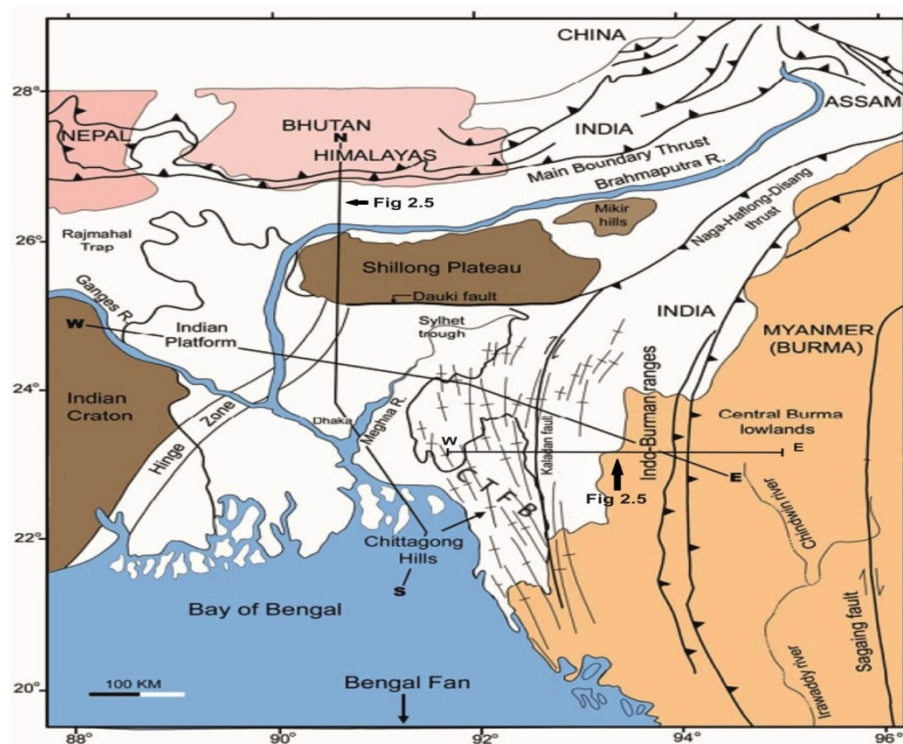 CHINA
28°
ASSAM
NEPAL
BHUTAN
N
HIMALAYAS
INDIA
Main Boundary Thrust
Brahmaputra R.
Fig 2.5
Mikir
hills
Naga-Haflong-Disang
thrust
26°
Rajmahal
Trap
Shillong Plateau
Ganges R.
Dauki fault
INDIA
W
Indian
Platform
Sylhet
trough
MYANMER
(BURMA)
24°
Indian
Craton
Hinge Zone
Dhaka
Meghna R.
Kaladan fault
Indo-Burman ranges
Central Burma
lowlands
W
E
E
C T F B
Fig 2.5
Chindwin river
22°
Chittagong
Hills
S
Bay of Bengal
Sagaing fault
Irawaddy river
20°
100 KM
Bengal Fan
88°
90°
92°
94°
96°